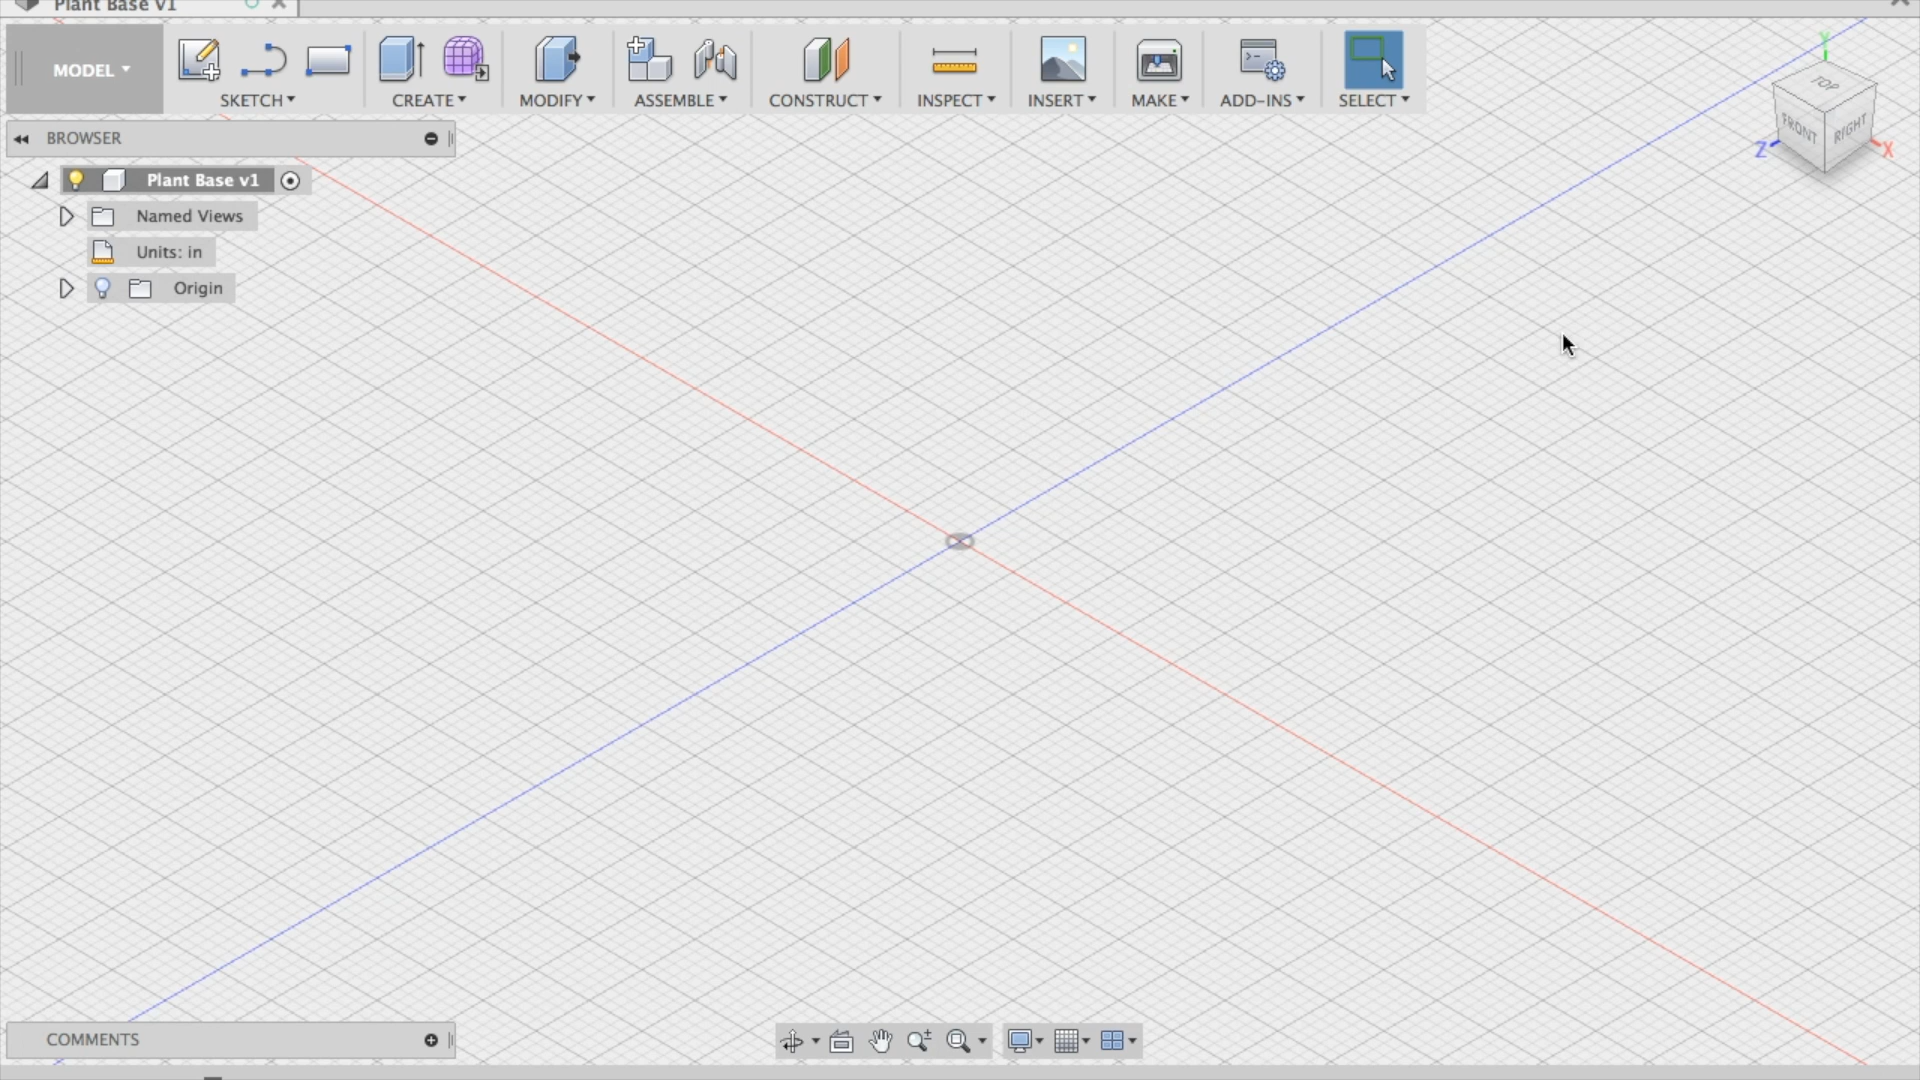 Plant Base v1
MODEL
SKETCH
CREATE
MODIFY
ASSEMBLE
CONSTRUCT
INSPECT
INSERT
MAKE
ADD-INS
SELECT
Y
TOP
FRONT
RIGHT
Z
X
BROWSER
Plant Base v1
Named Views
Units: in
Origin
COMMENTS